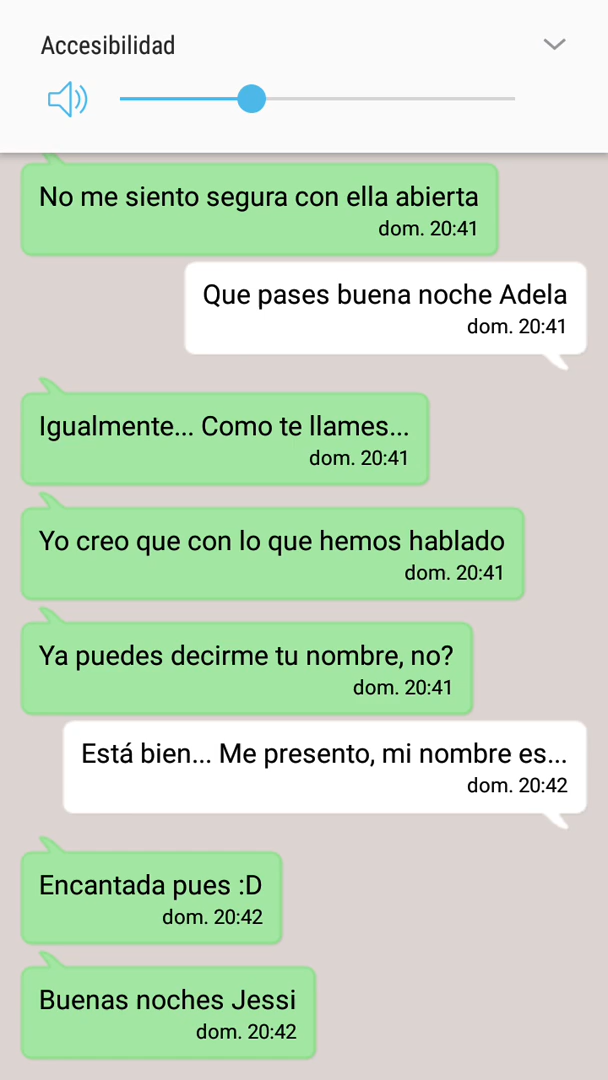 Accesibilidad
No me siento segura con ella abierta
dom. 20:41
Que pases buena noche Adela
dom. 20:41
Igualmente... Como te llames...
dom. 20:41
Yo creo que con lo que hemos hablado
dom. 20:41
Ya puedes decirme tu nombre, no?
dom. 20:41
Está bien... Me presento, mi nombre es...
dom. 20:42
Encantada pues :D
dom. 20:42
Buenas noches Jessi
dom. 20:42